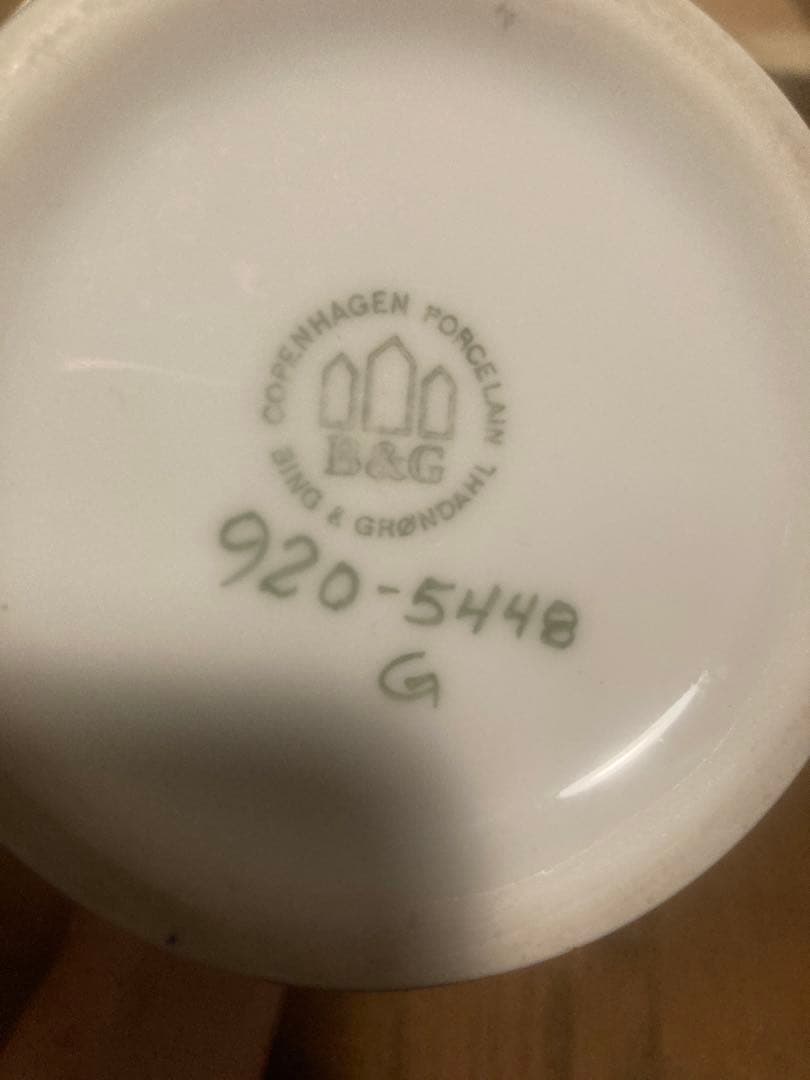 COPENHAGEN PORCELAIN
B&G
BING & GRØNDAHL
920-5448
G